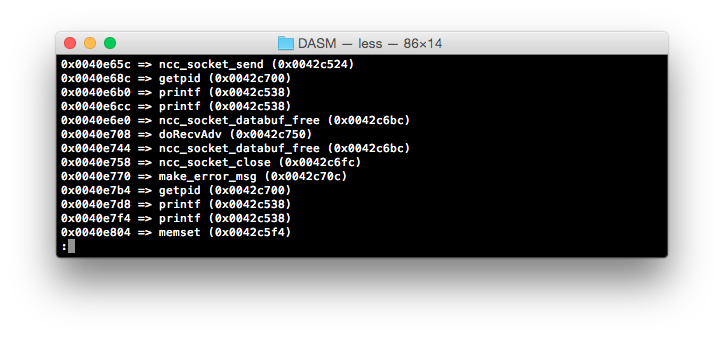 DASM — less — 86×14
0x0040e65c => ncc_socket_send (0x0042c524)
0x0040e68c => getpid (0x0042c700)
0x0040e6b0 => printf (0x0042c538)
0x0040e6cc => printf (0x0042c538)
0x0040e6e0 => ncc_socket_databuf_free (0x0042c6bc)
0x0040e708 => doRecvAdv (0x0042c750)
0x0040e744 => ncc_socket_databuf_free (0x0042c6bc)
0x0040e758 => ncc_socket_close (0x0042c6fc)
0x0040e770 => make_error_msg (0x0042c70c)
0x0040e7b4 => getpid (0x0042c700)
0x0040e7d8 => printf (0x0042c538)
0x0040e7f4 => printf (0x0042c538)
0x0040e804 => memset (0x0042c5f4)
: